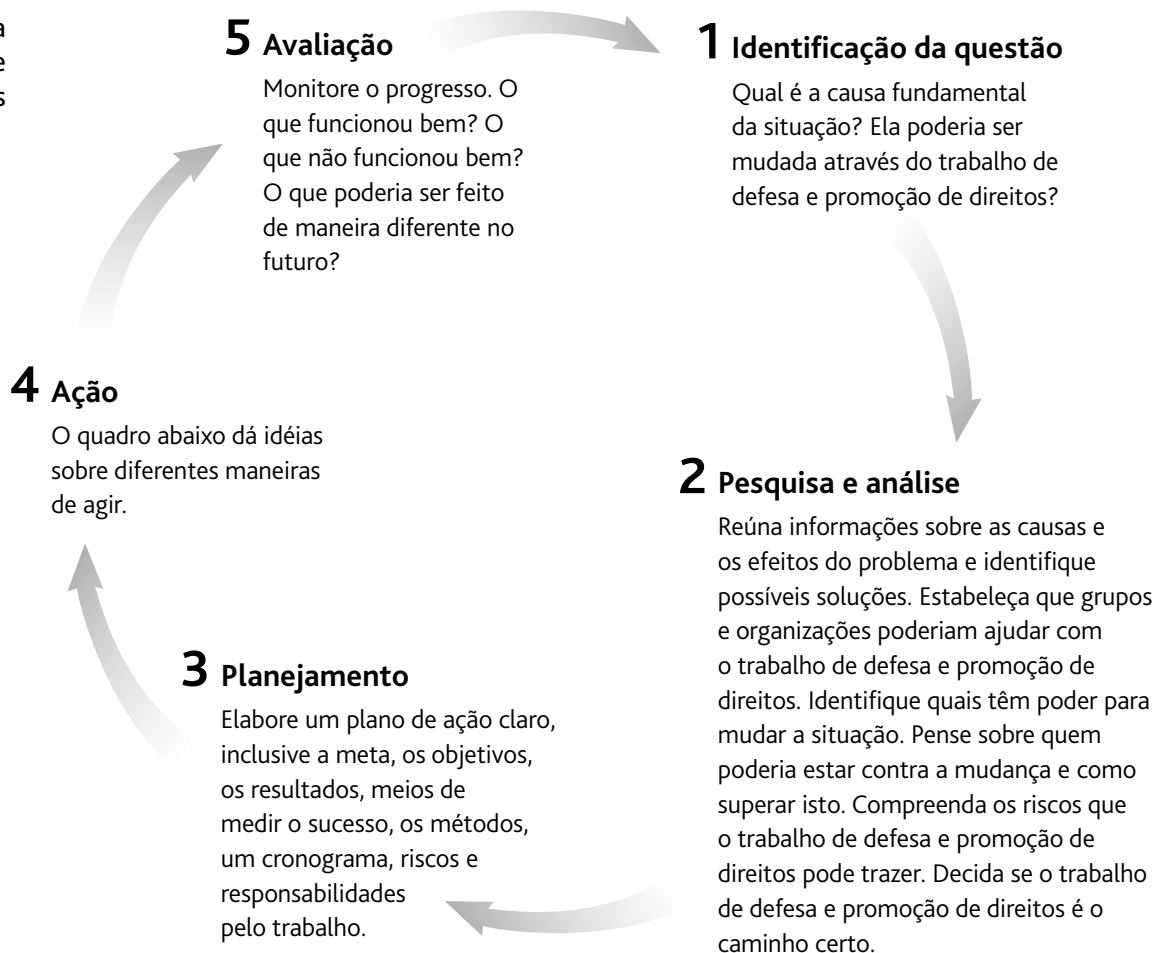 a
e
s
5 Avaliação
Monitore o progresso. O
que funcionou bem? O
que não funcionou bem?
O que poderia ser feito
de maneira diferente no
futuro?
1 Identificação da questão
Qual é a causa fundamental
da situação? Ela poderia ser
mudada através do trabalho de
defesa e promoção de direitos?
4 Ação
O quadro abaixo dá idéias
sobre diferentes maneiras
de agir.
2 Pesquisa e análise
Reúna informações sobre as causas e
os efeitos do problema e identifique
possíveis soluções. Estabeleça que grupos
e organizações poderiam ajudar com
o trabalho de defesa e promoção de
direitos. Identifique quais têm poder para
mudar a situação. Pense sobre quem
poderia estar contra a mudança e como
superar isto. Compreenda os riscos que
o trabalho de defesa e promoção de
direitos pode trazer. Decida se o trabalho
de defesa e promoção de direitos é o
caminho certo.
3 Planejamento
Elabore um plano de ação claro,
inclusive a meta, os objetivos,
os resultados, meios de
medir o sucesso, os métodos,
um cronograma, riscos e
responsabilidades
pelo trabalho.